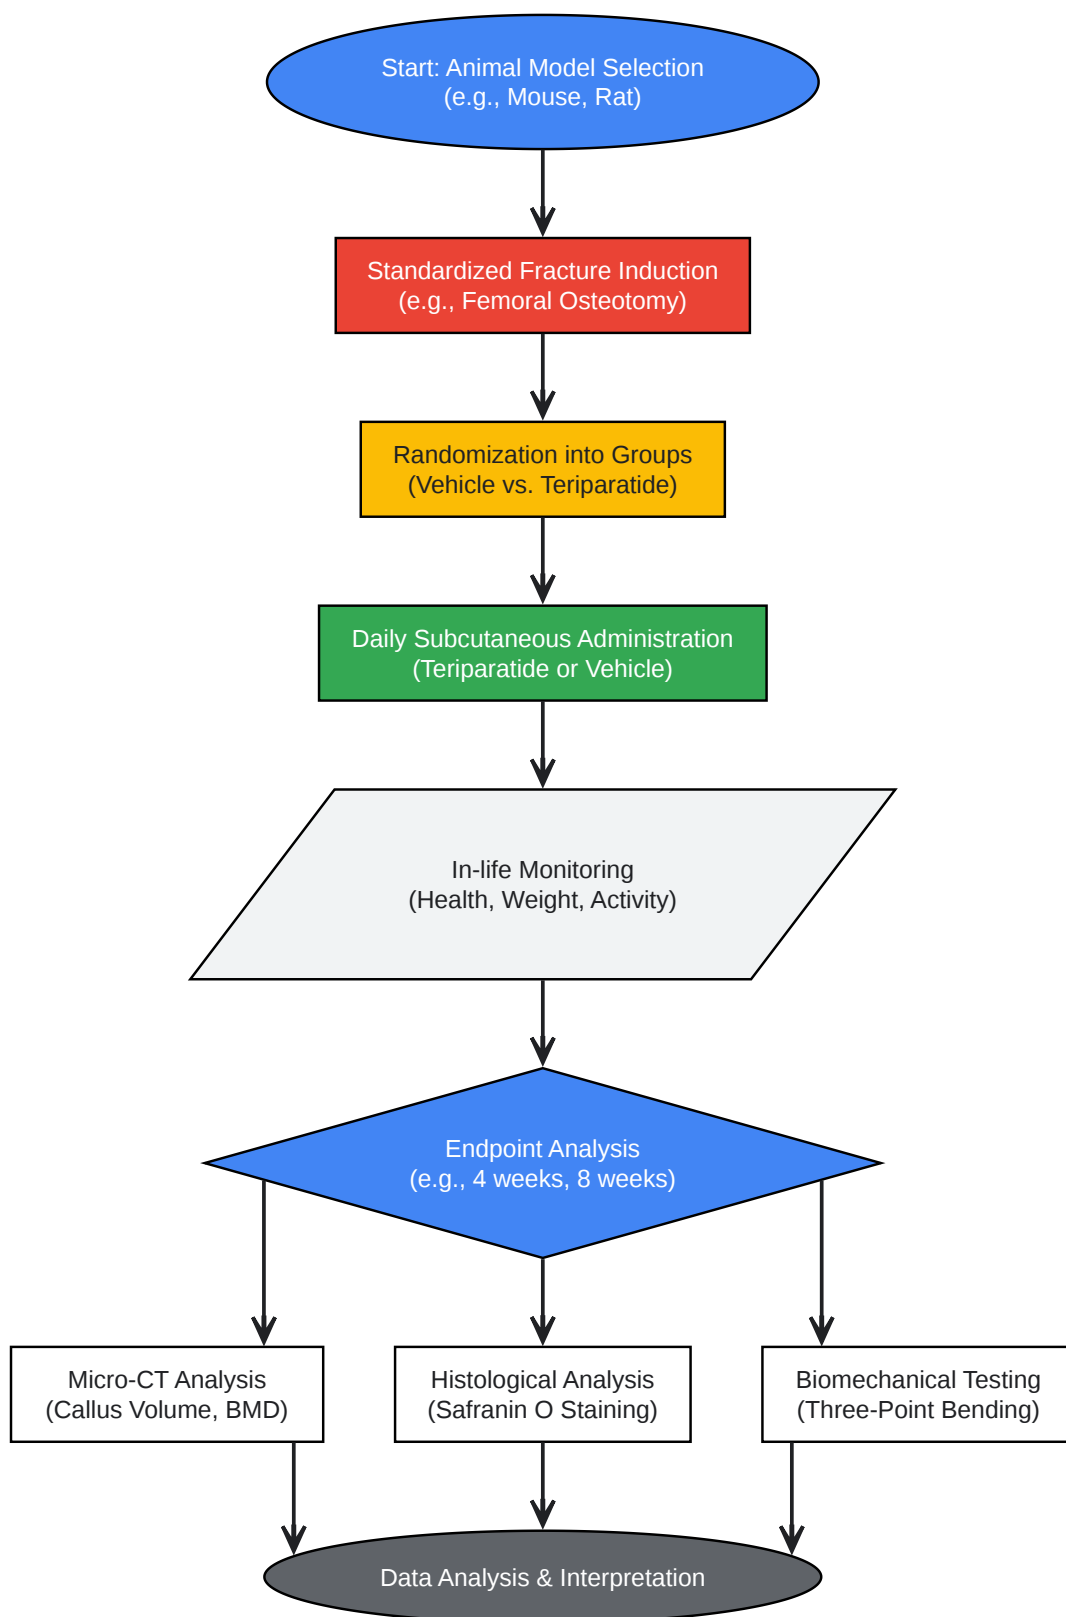 Start: Animal Model Selection
(e.g., Mouse, Rat)
Standardized Fracture Induction
(e.g., Femoral Osteotomy)
Randomization into Groups
(Vehicle vs. Teriparatide)
Daily Subcutaneous Administration
(Teriparatide or Vehicle)
In-life Monitoring
(Health, Weight, Activity)
Endpoint Analysis
(e.g., 4 weeks, 8 weeks)
Micro-CT Analysis
(Callus Volume, BMD)
Histological Analysis
(Safranin O Staining)
Biomechanical Testing
(Three-Point Bending)
Data Analysis & Interpretation